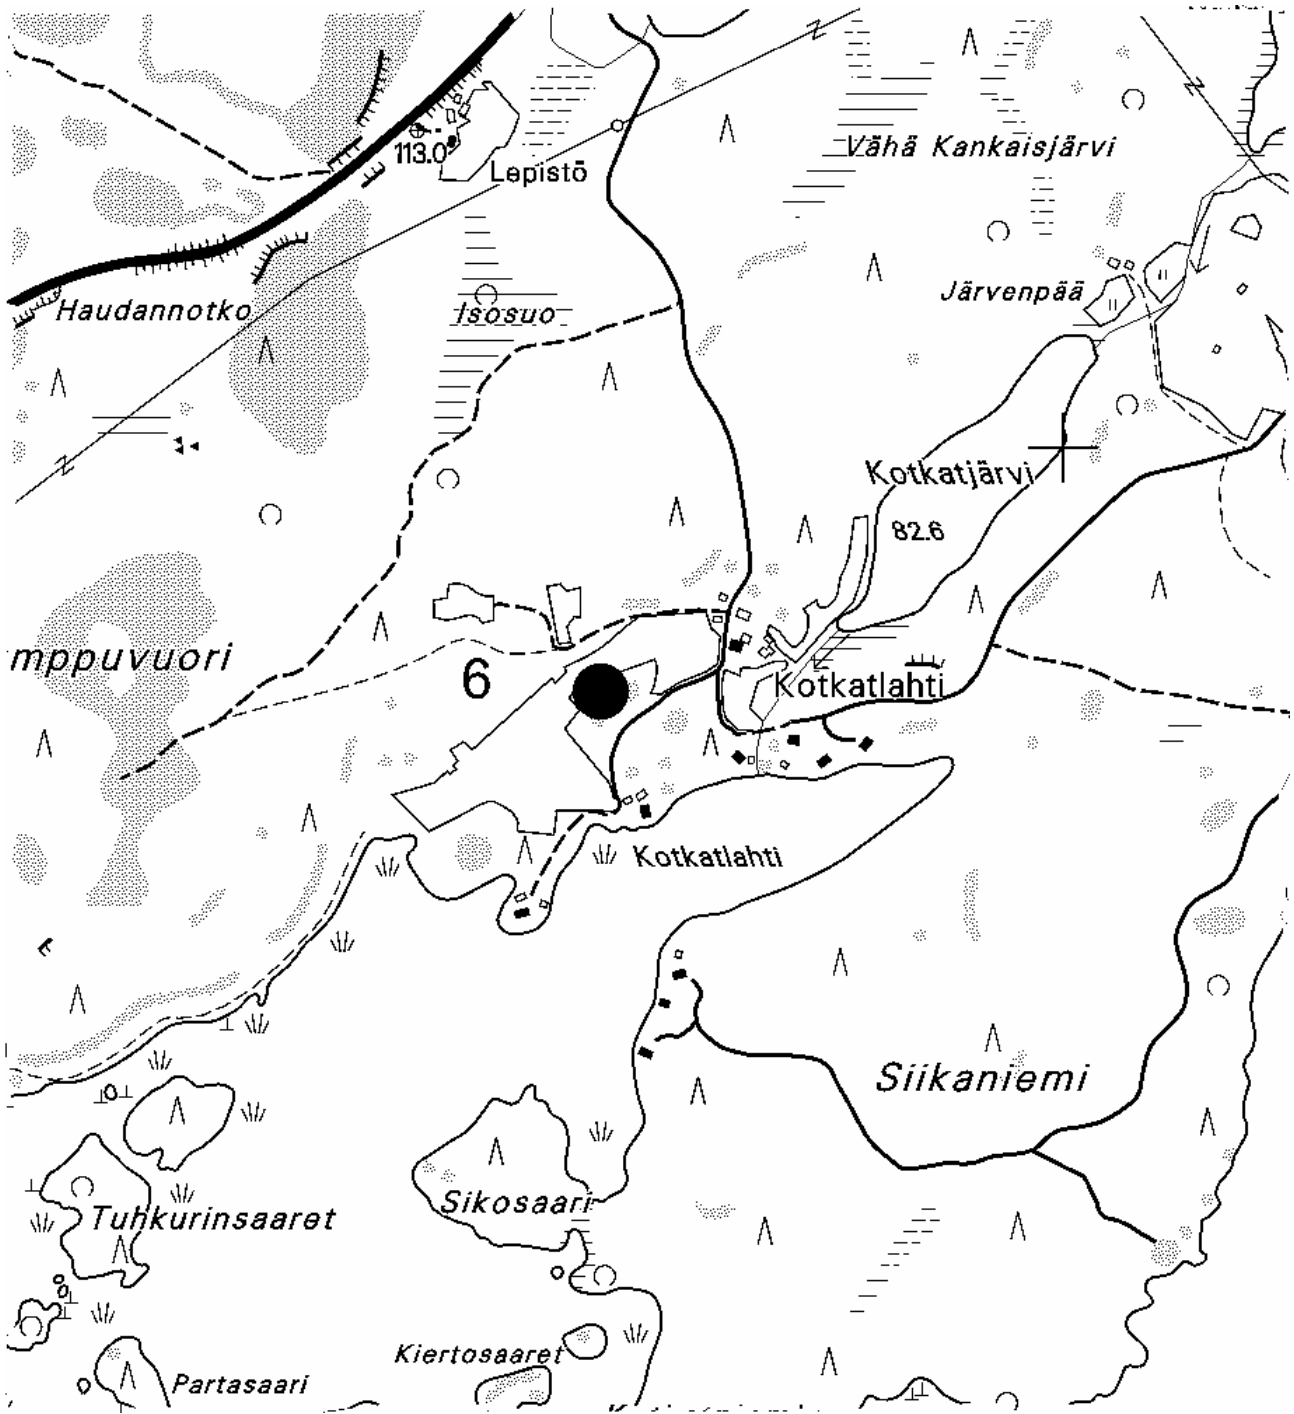 Vähä Kankaisjärvi
113.0
Lepistö
Järvenpää
Haudannotko
Isosuo
Kotkatjärvi
82.6
mppuvuori
6
Kotkatlahti
Kotkatlahti
Siikaniemi
Sikosaari
Tuhkurinsaaret
Kiertosaaret
Partasaari